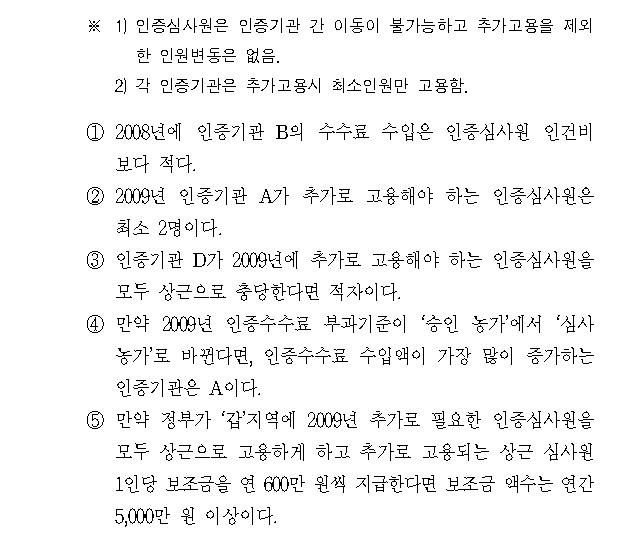 ※ 1) 인증심사원은 인증기관 간 이동이 불가능하고 추가고용을 제외
한 인원변동은 없음.
2) 각 인증기관은 추가고용시 최소인원만 고용함.
① 2008년에 인증기관 B의 수수료 수입은 인증심사원 인건비
보다 적다.
② 2009년 인증기관 A가 추가로 고용해야 하는 인증심사원은
최소 2명이다.
③ 인증기관 D가 2009년에 추가로 고용해야 하는 인증심사원을
모두 상근으로 충당한다면 적자이다.
④ 만약 2009년 인증수수료 부과기준이 ‘승인 농가’에서 ‘심사
농가’로 바뀐다면, 인증수수료 수입액이 가장 많이 증가하는
인증기관은 A이다.
⑤ 만약 정부가 ‘갑’지역에 2009년 추가로 필요한 인증심사원을
모두 상근으로 고용하게 하고 추가로 고용되는 상근 심사원
1인당 보조금을 연 600만 원씩 지급한다면 보조금 액수는 연간
5,000만 원 이상이다.